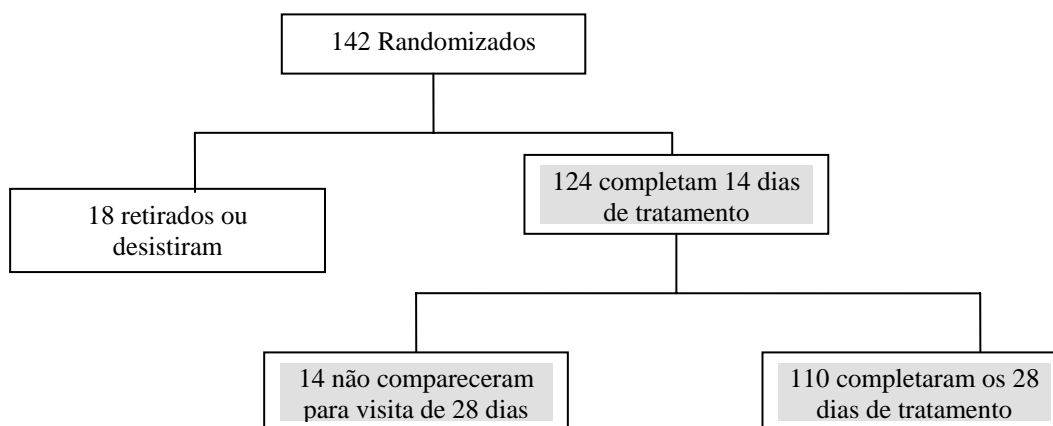 142 Randomizados
18 retirados ou
desistiram
124 completam 14 dias
de tratamento
14 não compareceram
para visita de 28 dias
110 completaram os 28
dias de tratamento